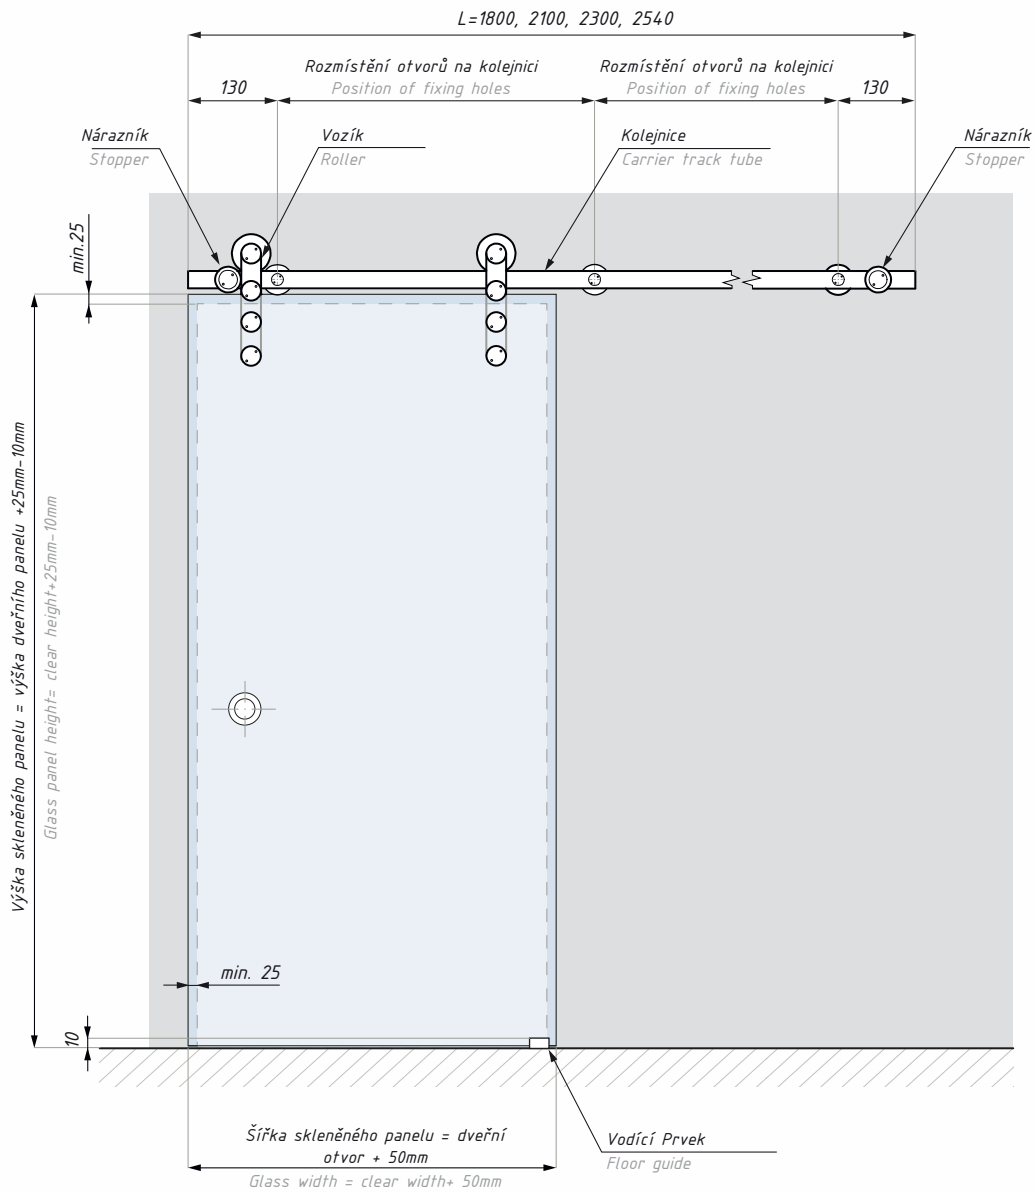 L=1800, 2100, 2300, 2540
Rozmístění otvorů na kolejnici
Position of fixing holes
Rozmístění otvorů na kolejnici
Position of fixing holes
130
130
Nárazník
Stopper
Vozík
Roller
Kolejnice
Carrier track tube
Nárazník
Stopper
min.25
Výška skleněného panelu = výška dveřního panelu +25mm-10mm
Glass panel height= clear height+25mm-10mm
min. 25
10
Šířka skleněného panelu = dveřní
otvor + 50mm
Glass width = clear width+ 50mm
Vodící Prvek
Floor guide